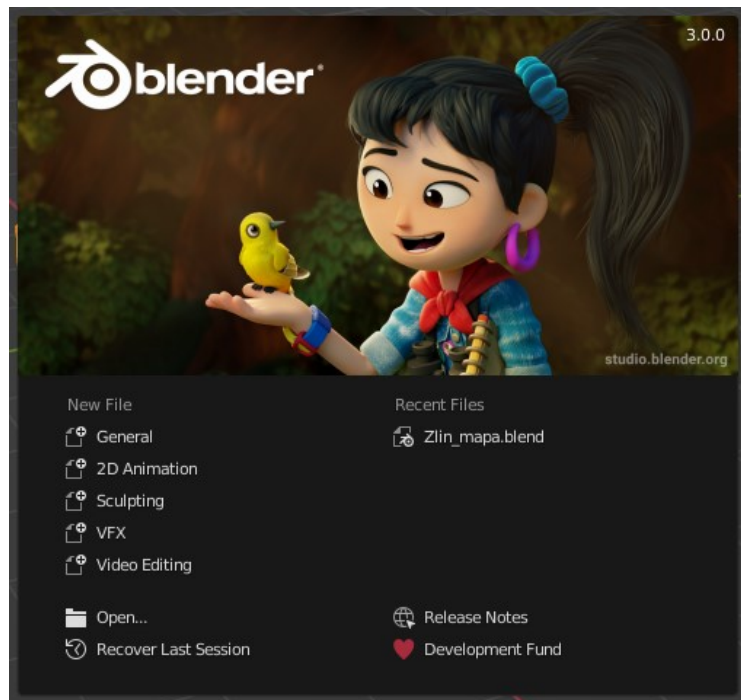 3.0.0
blender®
studio.blender.org
New File
General
2D Animation
Sculpting
VFX
Video Editing
Open...
Recover Last Session
Recent Files
Zlin_mapa.blend
Release Notes
Development Fund